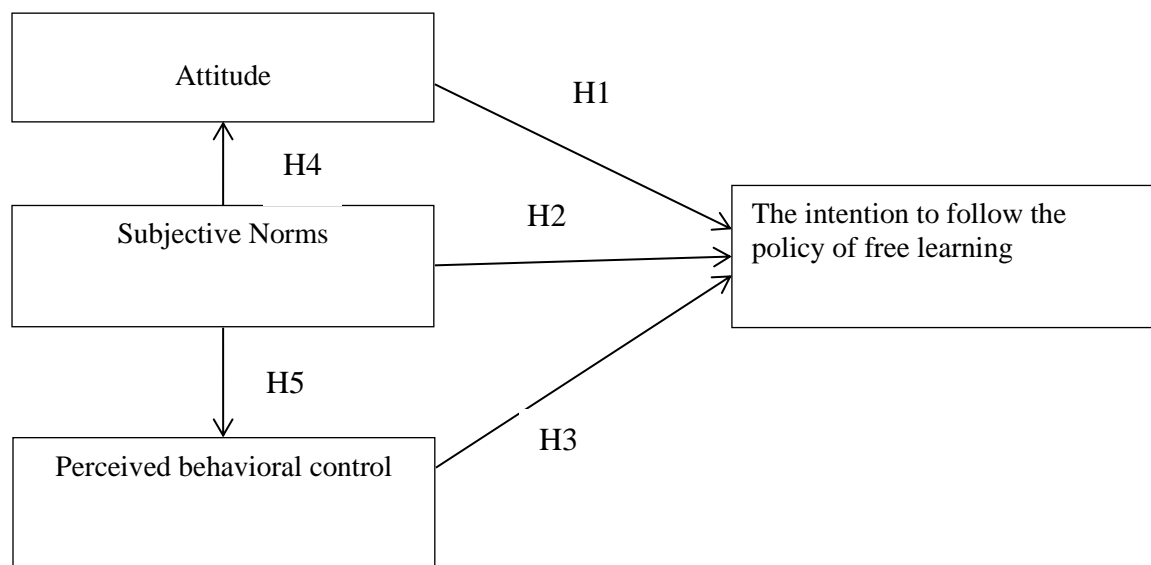 Attitude
H1
H4
Subjective Norms
H2
The intention to follow the
policy of free learning
H5
H3
Perceived behavioral control